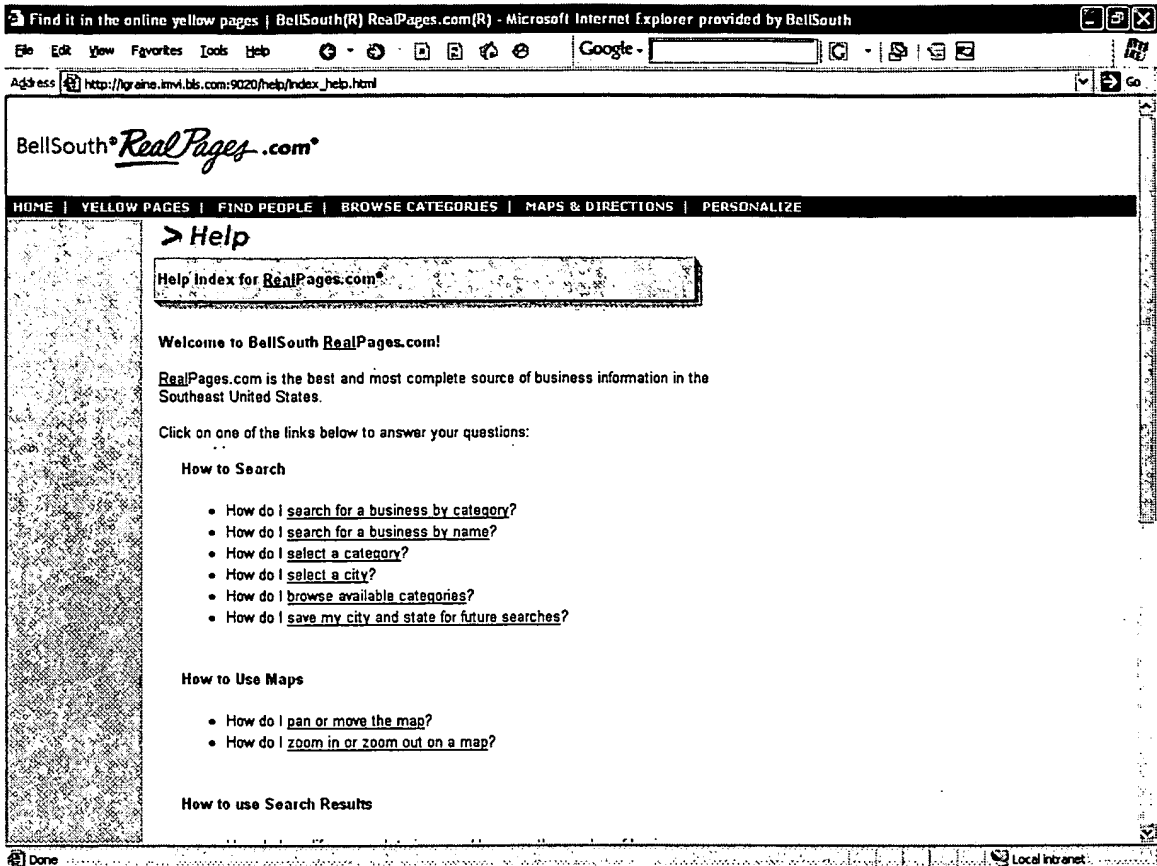 Find it in the online yellow pages | BellSouth(R) RealPages.com(R) - Microsoft Internet Explorer provided by BellSouth
File Edit View Favorites Tools Help Google -
Address http://lgraine.imvi.bls.com:9020/help/index_help.html Go
BellSouth® Real Pages .com®
HOME | YELLOW PAGES | FIND PEOPLE | BROWSE CATEGORIES | MAPS & DIRECTIONS | PERSONALIZE
> Help
Help Index for RealPages.com®
Welcome to BellSouth RealPages.com!
RealPages.com is the best and most complete source of business information in the
Southeast United States.
Click on one of the links below to answer your questions:
How to Search
• How do I search for a business by category?
• How do I search for a business by name?
• How do I select a category?
• How do I select a city?
• How do I browse available categories?
• How do I save my city and state for future searches?
How to Use Maps
• How do I pan or move the map?
• How do I zoom in or zoom out on a map?
How to use Search Results
Done Local intranet